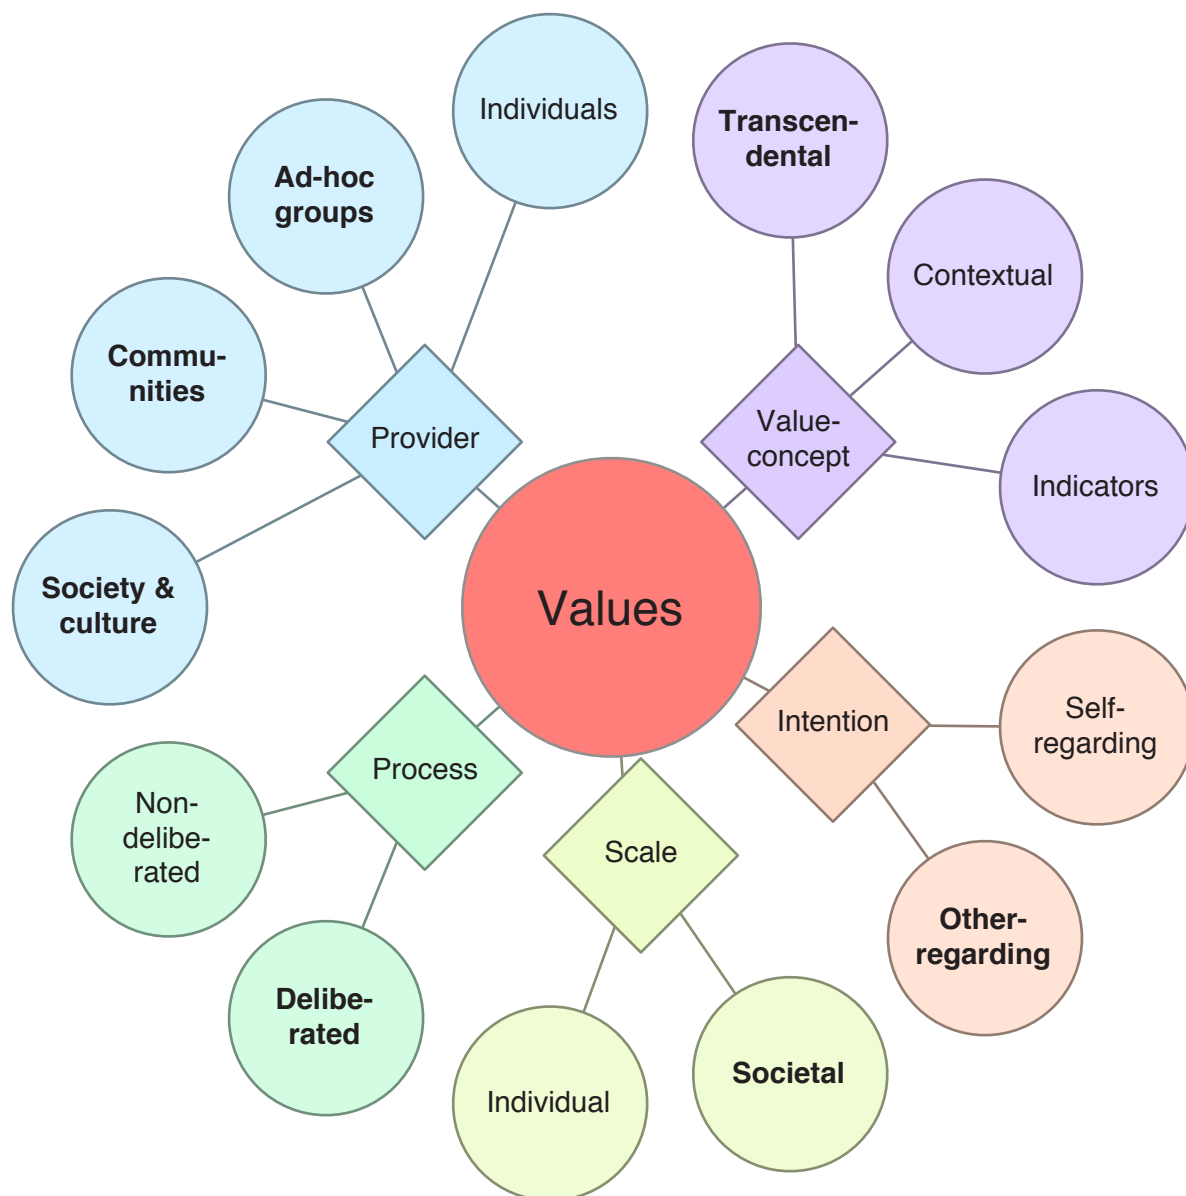 Individuals
Transcen-
dental
Ad-hoc
groups
Contextual
Commu-
nities
Provider
Value-
concept
Indicators
Society &
culture
Values
Self-
regarding
Intention
Process
Non-
delibe-
rated
Scale
Other-
regarding
Delibe-
rated
Individual
Societal